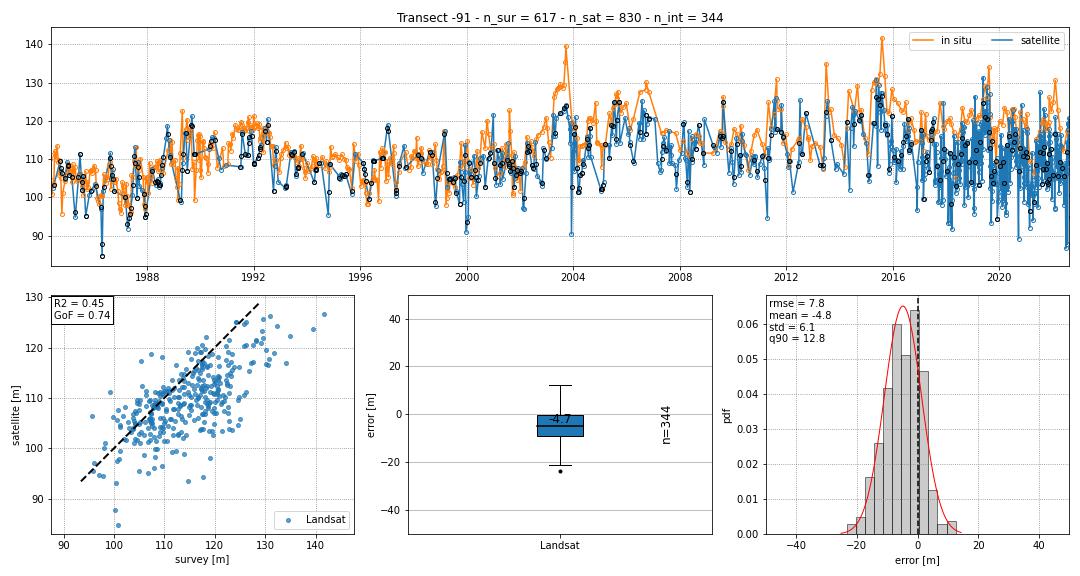 Transect -91 - n_sur = 617 - n_sat = 830 - n_int = 344
in situ satellite
140
130
120
110
100
90
1988 1992 1996 2000 2004 2008 2012 2016 2020
R2 = 0.45
GoF = 0.74
130
120
110
100
90
satellite [m]
Landsat
90 100 110 120 130 140
survey [m]
40
20
0
−20
−40
error [m]
-4.7
n=344
Landsat
rmse = 7.8
mean = -4.8
std = 6.1
q90 = 12.8
0.06
0.05
0.04
0.03
0.02
0.01
0.00
pdf
−40 −20 0 20 40
error [m]